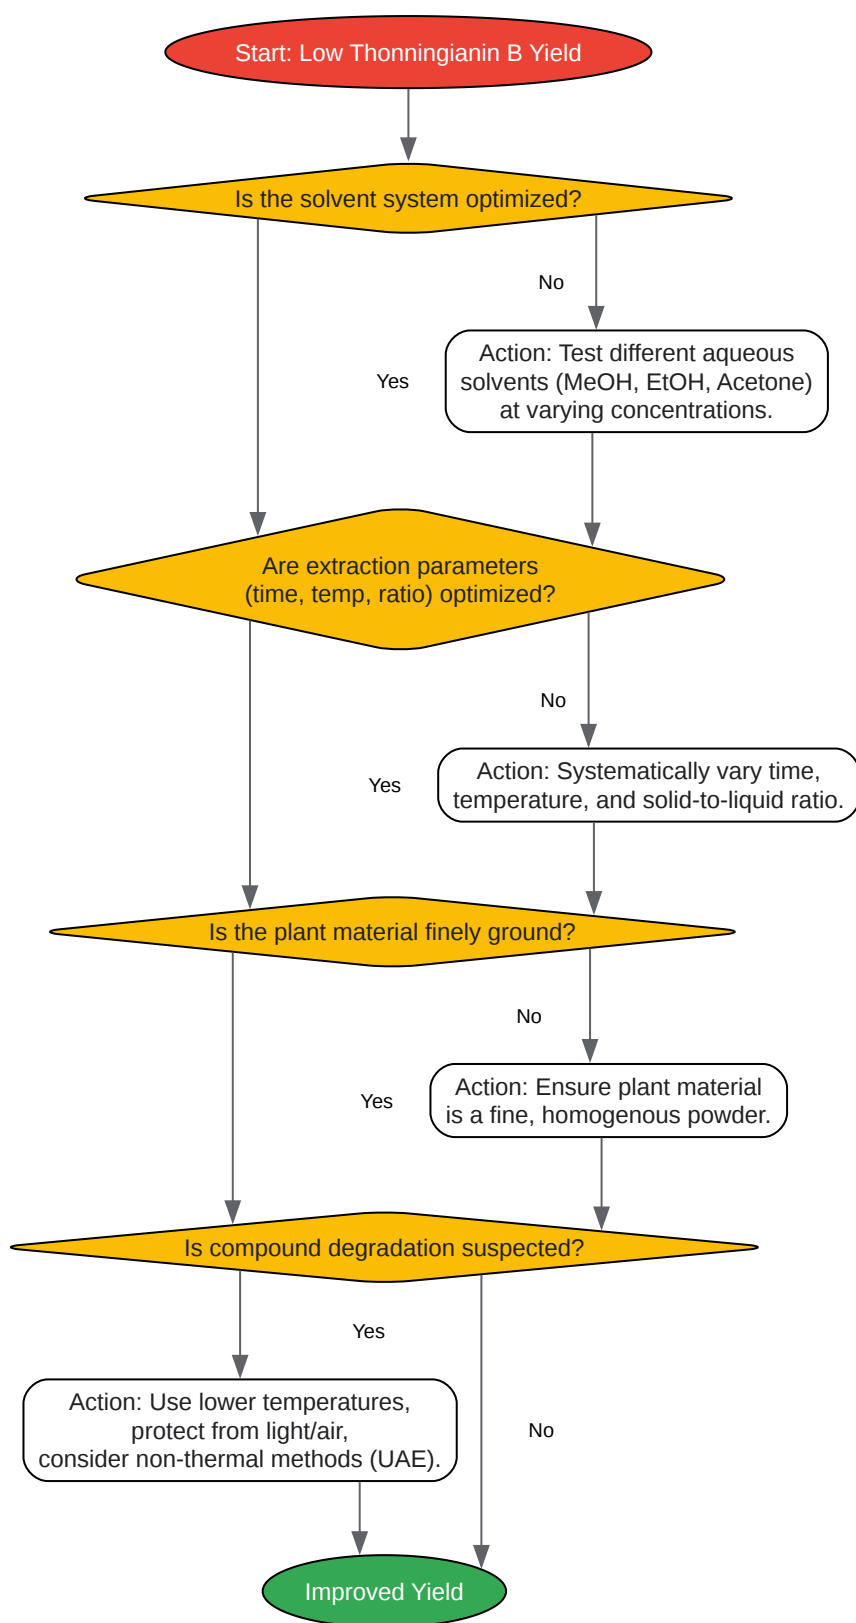 Start: Low Thonningianin B Yield
Is the solvent system optimized?
No
Action: Test different aqueous
solvents (MeOH, EtOH, Acetone)
at varying concentrations.
Yes
Are extraction parameters
(time, temp, ratio) optimized?
No
Action: Systematically vary time,
temperature, and solid-to-liquid ratio.
Yes
Is the plant material finely ground?
No
Action: Ensure plant material
is a fine, homogenous powder.
Yes
Is compound degradation suspected?
Yes
Action: Use lower temperatures,
protect from light/air,
consider non-thermal methods (UAE).
No
Improved Yield